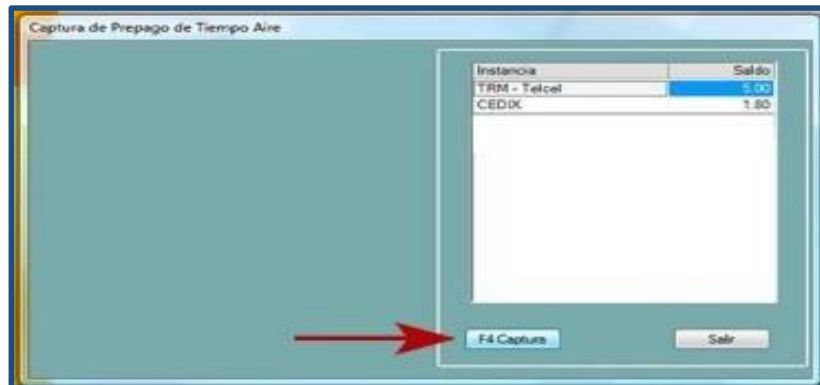 Captura de Prepago de Tiempo Aire
Instancia Saldo
TRM - Telcel 5.00
CEDIX 1.80
F4 Captura Salir